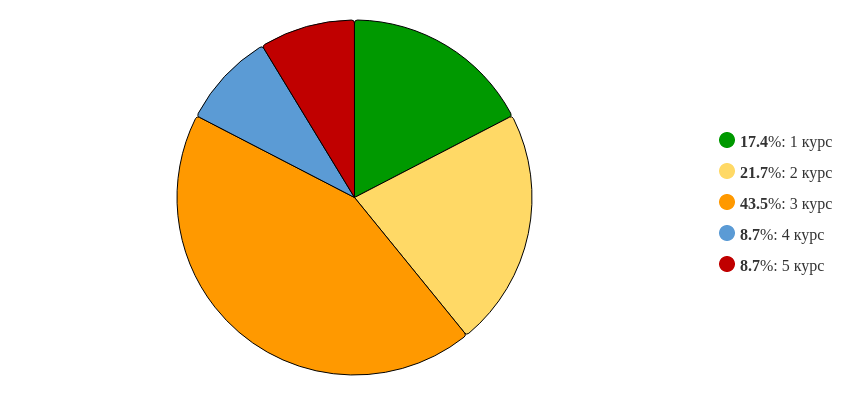 17.4%: 1 курс
21.7%: 2 курс
43.5%: 3 курс
8.7%: 4 курс
8.7%: 5 курс